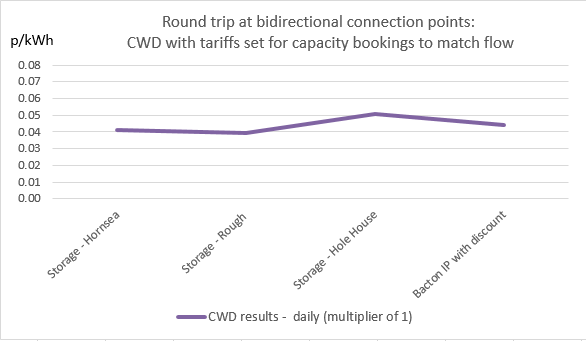 Round trip at bidirectional connection points:
CWD with tariffs set for capacity bookings to match flow
p/kWh
0.08
0.07
0.06
0.05
0.04
0.03
0.02
0.01
0.00
Storage - Hornsea
Storage - Rough
Storage - Hole House
Bacton IP with discount
CWD results -  daily (multiplier of 1)